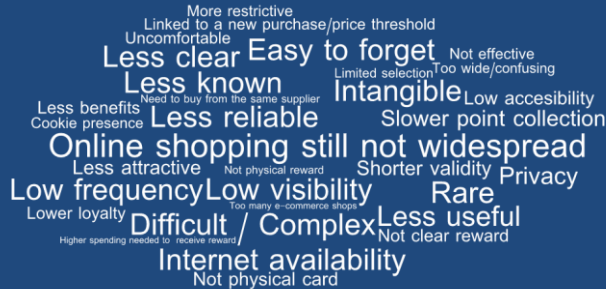 More restrictive
Linked to a new purchase/price threshold
Uncomfortable
Less clear
Easy to forget
Not effective
Too wide/confusing
Limited selection
Less known
Intangible
Need to buy from the same supplier
Low accesibility
Less benefits
Less reliable
Slower point collection
Cookie presence
Online shopping still not widespread
Less attractive
Not physical reward
Shorter validity
Privacy
Low frequency
Low visibility
Rare
Too many e-commerce shops
Lower loyalty
Difficult / Complex
Less useful
Not clear reward
Higher spending needed to receive reward
Internet availability
Not physical card